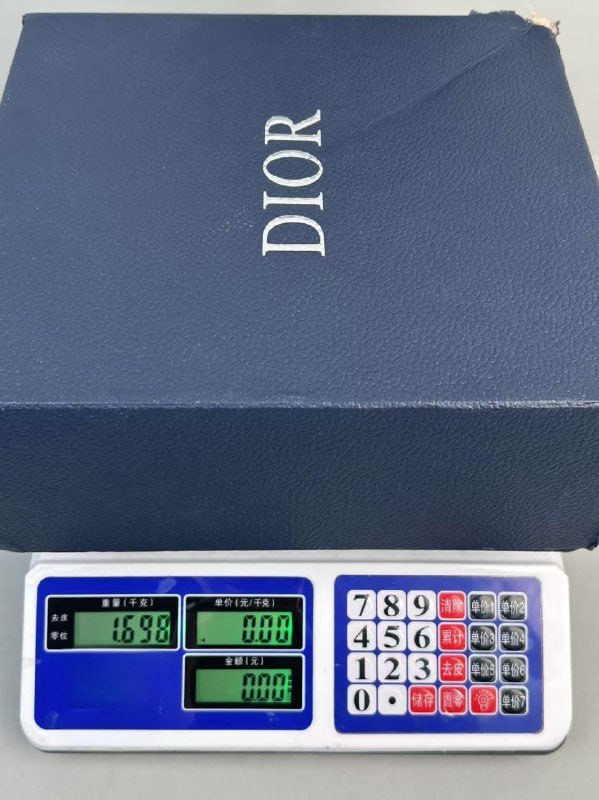 DIOR
重量(千克)
单价(元/千克)
去皮
零位
1.698
0.00
金额(元)
0.00
7 8 9 清除 单价1 单价2
4 5 6 累计 单价3 单价4
1 2 3 去皮 单价5 单价6
0 . 储存 置零 单价7